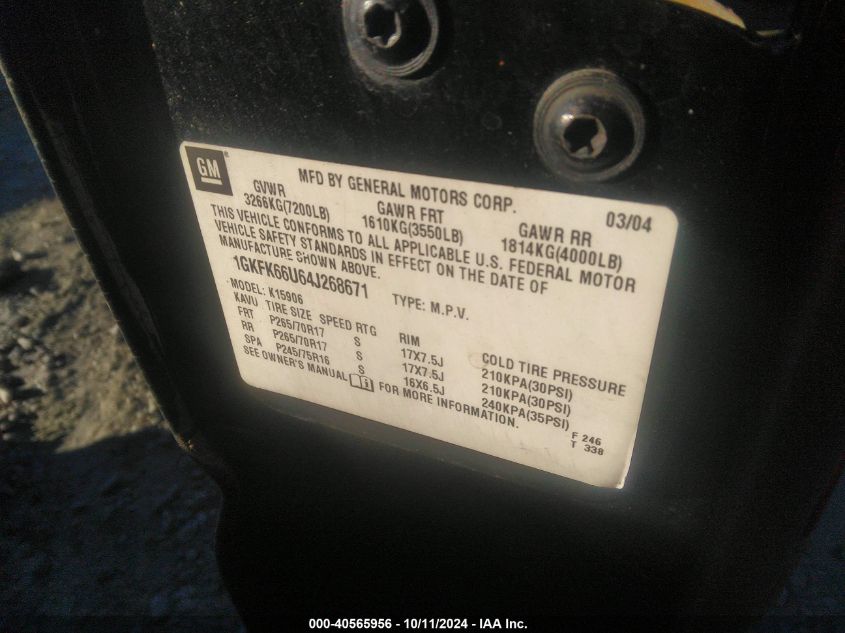 GM
MFD BY GENERAL MOTORS CORP. 03/04
GVWR GAWR FRT GAWR RR
3266KG(7200LB) 1610KG(3550LB) 1814KG(4000LB)
THIS VEHICLE CONFORMS TO ALL APPLICABLE U.S. FEDERAL MOTOR
VEHICLE SAFETY STANDARDS IN EFFECT ON THE DATE OF
MANUFACTURE SHOWN ABOVE.
1GKFK66U64J268671 TYPE: M.P.V.
MODEL: K15906
KAVU TIRE SIZE SPEED RTG RIM COLD TIRE PRESSURE
FRT P265/70R17 S 17X7.5J 210KPA(30PSI)
RR P265/70R17 S 17X7.5J 210KPA(30PSI)
SPA P245/75R16 S 16X6.5J 240KPA(35PSI)
SEE OWNER'S MANUAL FOR MORE INFORMATION.
F 246
T 338
000-40565956 - 10/11/2024 - IAA Inc.